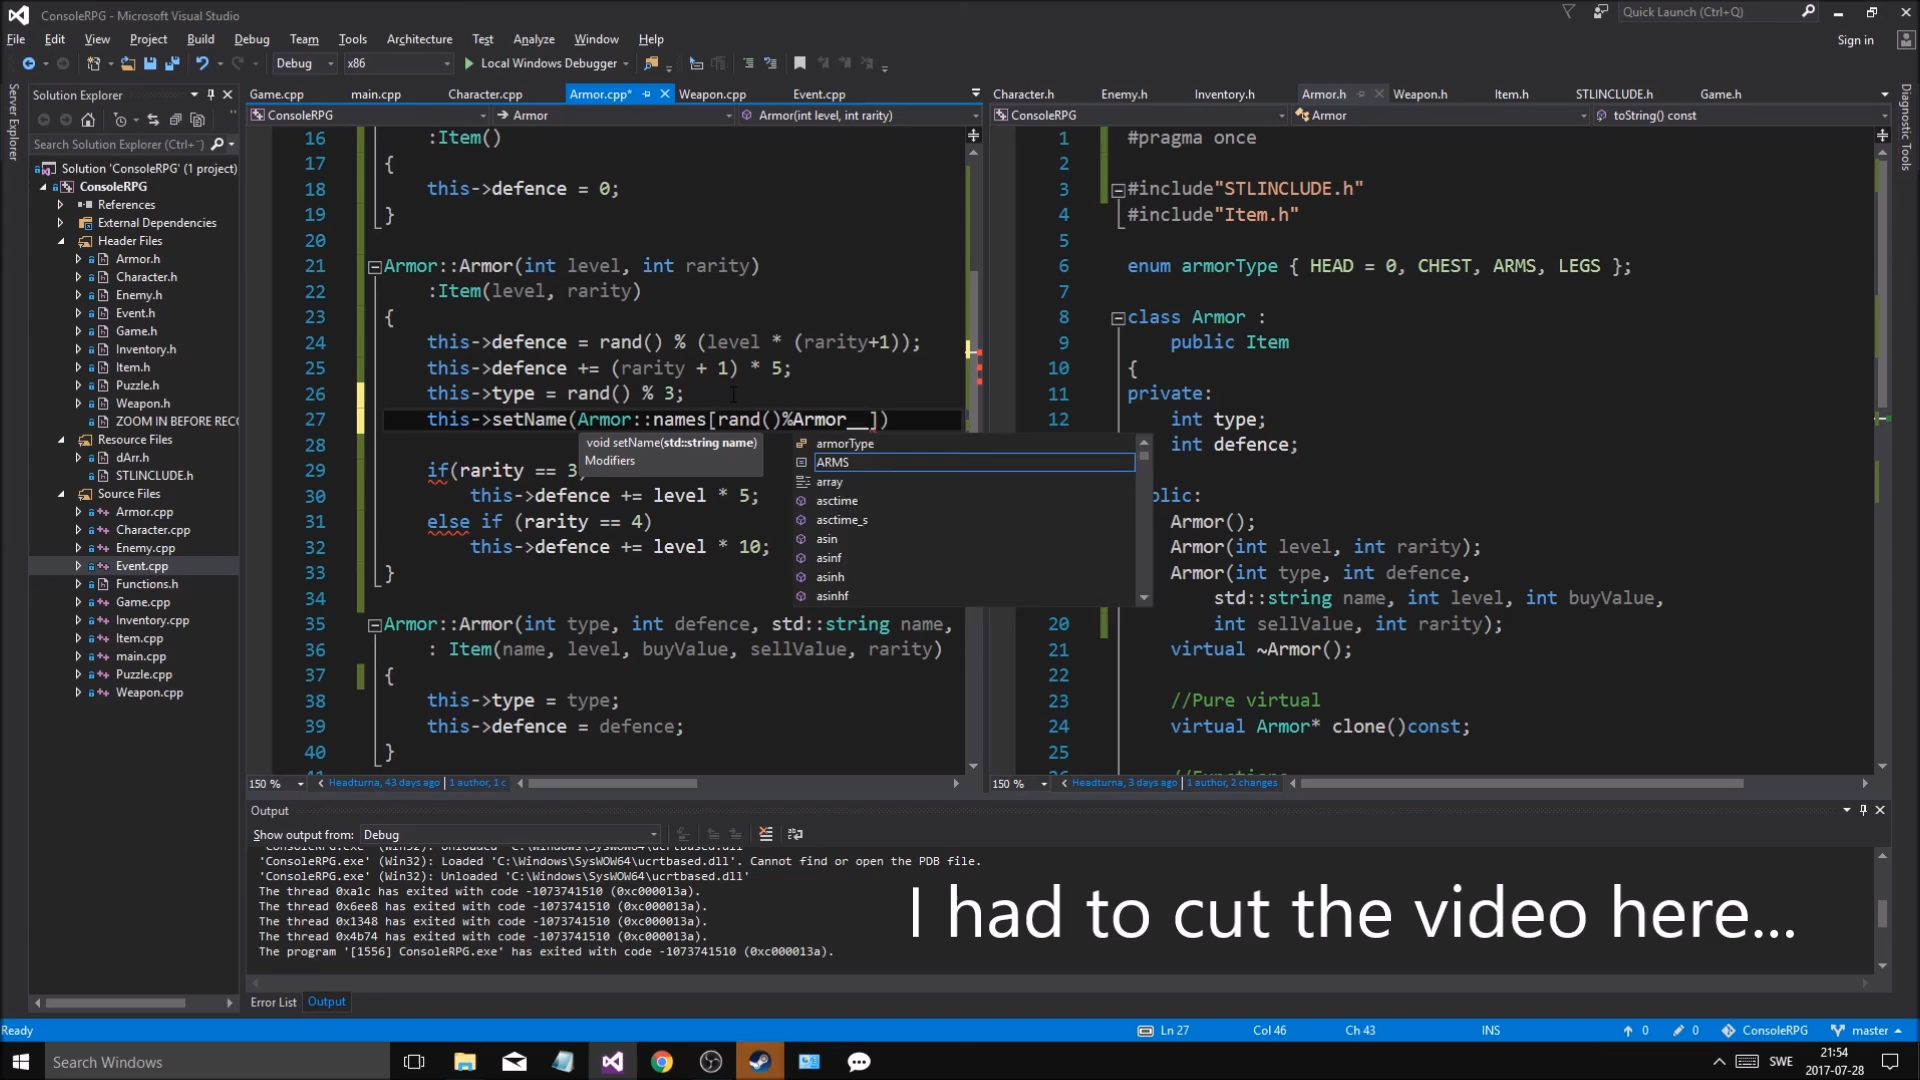 ConsoleRPG - Microsoft Visual Studio
Quick Launch (Ctrl+Q)
File Edit View Project Build Debug Team Tools Architecture Test Analyze Window Help
Sign in
Debug x86 Local Windows Debugger
Server Explorer
Solution Explorer
Search Solution Explorer (Ctrl+
Solution 'ConsoleRPG' (1 project)
ConsoleRPG
References
External Dependencies
Header Files
Armor.h
Character.h
Enemy.h
Event.h
Game.h
Inventory.h
Item.h
Puzzle.h
Weapon.h
ZOOM IN BEFORE REC
Resource Files
dArr.h
STLINCLUDE.h
Source Files
Armor.cpp
Character.cpp
Enemy.cpp
Event.cpp
Functions.h
Game.cpp
Inventory.cpp
Item.cpp
main.cpp
Puzzle.cpp
Weapon.cpp
Game.cpp main.cpp Character.cpp Armor.cpp* Weapon.cpp Event.cpp
ConsoleRPG Armor Armor(int level, int rarity)
16 :Item()
17 {
18 this->defence = 0;
19 }
20
21 Armor::Armor(int level, int rarity)
22 :Item(level, rarity)
23 {
24 this->defence = rand() % (level * (rarity+1));
25 this->defence += (rarity + 1) * 5;
26 this->type = rand() % 3;
27 this->setName(Armor::names[rand()%Armor__])
28
29 if(rarity == 3
30 this->defence += level * 5;
31 else if (rarity == 4)
32 this->defence += level * 10;
33 }
34
35 Armor::Armor(int type, int defence, std::string name,
36 : Item(name, level, buyValue, sellValue, rarity)
37 {
38 this->type = type;
39 this->defence = defence;
40 }
void setName(std::string name)
Modifiers
armorType
ARMS
array
asctime
asctime_s
asin
asinf
asinh
asinhf
150 % Headturna, 43 days ago | 1 author, 1 c
Character.h Enemy.h Inventory.h Armor.h Weapon.h Item.h STLINCLUDE.h Game.h
ConsoleRPG Armor toString() const
1 #pragma once
2
3 #include"STLINCLUDE.h"
4 #include"Item.h"
5
6 enum armorType { HEAD = 0, CHEST, ARMS, LEGS };
7
8 class Armor :
9 public Item
10 {
11 private:
12 int type;
int defence;
blic:
Armor();
Armor(int level, int rarity);
Armor(int type, int defence,
std::string name, int level, int buyValue,
20 int sellValue, int rarity);
21 virtual ~Armor();
22
23 //Pure virtual
24 virtual Armor* clone()const;
25
150 % Headturna, 3 days ago | 1 author, 2 changes
Diagnostic Tools
Output
Show output from: Debug
'ConsoleRPG.exe' (Win32): Unloaded 'C:\Windows\SysWOW64\ucrtbased.dll'
'ConsoleRPG.exe' (Win32): Loaded 'C:\Windows\SysWOW64\ucrtbased.dll'. Cannot find or open the PDB file.
'ConsoleRPG.exe' (Win32): Unloaded 'C:\Windows\SysWOW64\ucrtbased.dll'
The thread 0xa1c has exited with code -1073741510 (0xc000013a).
The thread 0x6ee8 has exited with code -1073741510 (0xc000013a).
The thread 0x1348 has exited with code -1073741510 (0xc000013a).
The thread 0x4b74 has exited with code -1073741510 (0xc000013a).
The program '[1556] ConsoleRPG.exe' has exited with code -1073741510 (0xc000013a).
I had to cut the video here...
Error List Output
Ready Ln 27 Col 46 Ch 43 INS 0 0 ConsoleRPG master
Search Windows
SWE
21:54
2017-07-28